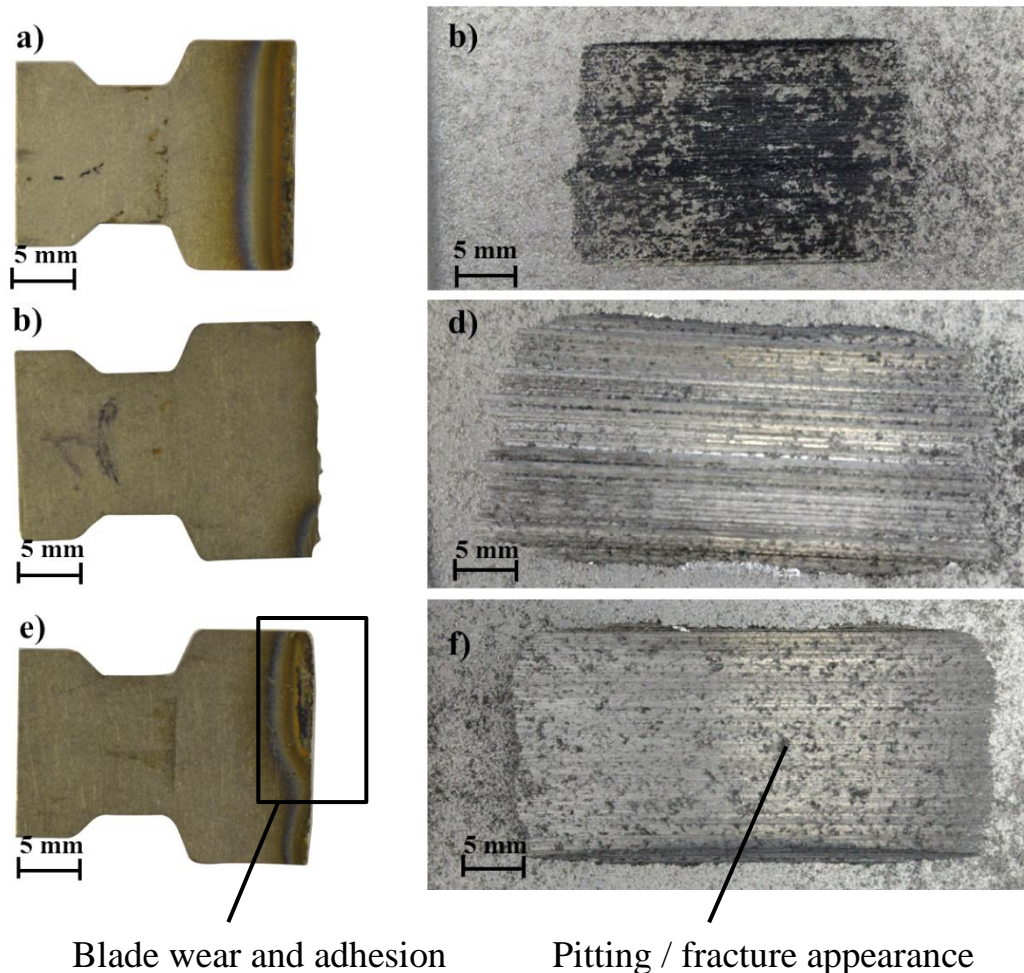 a)
b)
5 mm
5 mm
b)
d)
5 mm
5 mm
e)
f)
5 mm
5 mm
Blade wear and adhesion
Pitting / fracture appearance